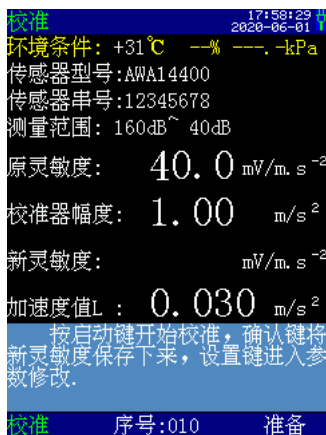 校准 17:58:29
2020-06-01
环境条件: +31℃ --% ---.-kPa
传感器型号:AWA14400
传感器串号:12345678
测量范围: 160dB~ 40dB
原灵敏度: 40.0 mV/m.s⁻²
校准器幅度: 1.00 m/s²
新灵敏度: mV/m.s⁻²
加速度值L : 0.030 m/s²
按启动键开始校准，确认键将
新灵敏度保存下来，设置键进入参
数修改.
校准 序号:010 准备